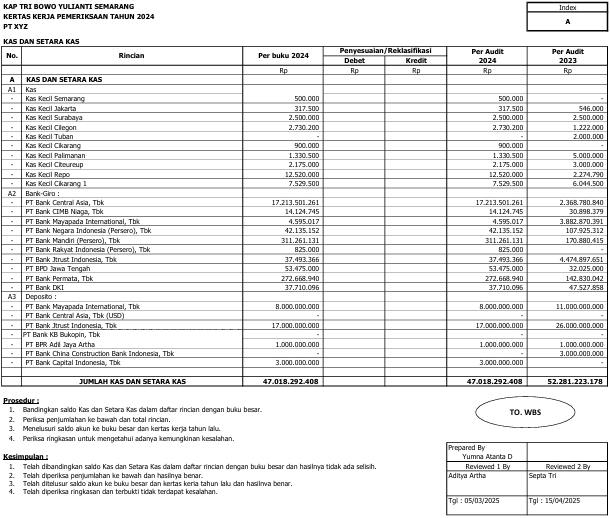 KAP TRI BOWO YULIANTI SEMARANG
KERTAS KERJA PEMERIKSAAN TAHUN 2024
PT XYZ
Index
A
KAS DAN SETARA KAS
No. Rincian Per buku 2024 Penyesuaian/Reklasifikasi Per Audit 2024 Per Audit 2023
Debet Kredit
Rp Rp Rp Rp Rp
A KAS DAN SETARA KAS
A1 Kas
- Kas Kecil Semarang 500.000 500.000 -
- Kas Kecil Jakarta 317.500 317.500 546.000
- Kas Kecil Surabaya 2.500.000 2.500.000 2.500.000
- Kas Kecil Cilegon 2.730.200 2.730.200 1.222.000
- Kas Kecil Tuban - - 2.000.000
- Kas Kecil Cikarang 900.000 900.000 -
- Kas Kecil Palimanan 1.330.500 1.330.500 5.000.000
- Kas Kecil Citeureup 2.175.000 2.175.000 3.000.000
- Kas Kecil Repo 12.520.000 12.520.000 2.274.790
- Kas Kecil Cikarang 1 7.529.500 7.529.500 6.044.500
A2 Bank-Giro :
- PT Bank Central Asia, Tbk 17.213.501.261 17.213.501.261 2.368.780.840
- PT Bank CIMB Niaga, Tbk 14.124.745 14.124.745 30.898.379
- PT Bank Mayapada International, Tbk 4.595.017 4.595.017 3.882.870.391
- PT Bank Negara Indonesia (Persero), Tbk 42.135.152 42.135.152 107.925.312
- PT Bank Mandiri (Persero), Tbk 311.261.131 311.261.131 170.880.415
- PT Bank Rakyat Indonesia (Persero), Tbk 825.000 825.000 -
- PT Bank Jtrust Indonesia, Tbk 37.493.366 37.493.366 4.474.897.651
- PT BPD Jawa Tengah 53.475.000 53.475.000 32.025.000
- PT Bank Permata, Tbk 272.668.940 272.668.940 142.830.042
- PT Bank DKI 37.710.096 37.710.096 47.527.858
A3 Deposito :
- PT Bank Mayapada International, Tbk 8.000.000.000 8.000.000.000 11.000.000.000
- PT Bank Central Asia, Tbk (USD) - - -
- PT Bank Jtrust Indonesia, Tbk 17.000.000.000 17.000.000.000 26.000.000.000
- PT Bank KB Bukopin, Tbk - - -
- PT BPR Adil Jaya Artha 1.000.000.000 1.000.000.000 1.000.000.000
- PT Bank China Construction Bank Indonesia, Tbk - - 3.000.000.000
- PT Bank Capital Indonesia, Tbk 3.000.000.000 3.000.000.000 -
JUMLAH KAS DAN SETARA KAS 47.018.292.408 47.018.292.408 52.281.223.178
Prosedur :
1. Bandingkan saldo Kas dan Setara Kas dalam daftar rincian dengan buku besar.
2. Periksa penjumlahan ke bawah dan total rincian.
3. Menelusuri saldo akun ke buku besar dan kertas kerja tahun lalu.
4. Periksa ringkasan untuk mengetahui adanya kemungkinan kesalahan.
TO. WBS
Kesimpulan :
1. Telah dibandingkan saldo Kas dan Setara Kas dalam daftar rincian dengan buku besar dan hasilnya tidak ada selisih.
2. Telah diperiksa penjumlahan ke bawah dan hasilnya benar.
3. Telah ditelusur saldo akun ke buku besar dan kertas kerja tahun lalu dan hasilnya benar.
4. Telah diperiksa ringkasan dan terbukti tidak terdapat kesalahan.
Prepared By
Yumna Atanta D
Reviewed 1 By Reviewed 2 By
Aditya Artha Septa Tri
Tgl : 05/03/2025 Tgl : 15/04/2025